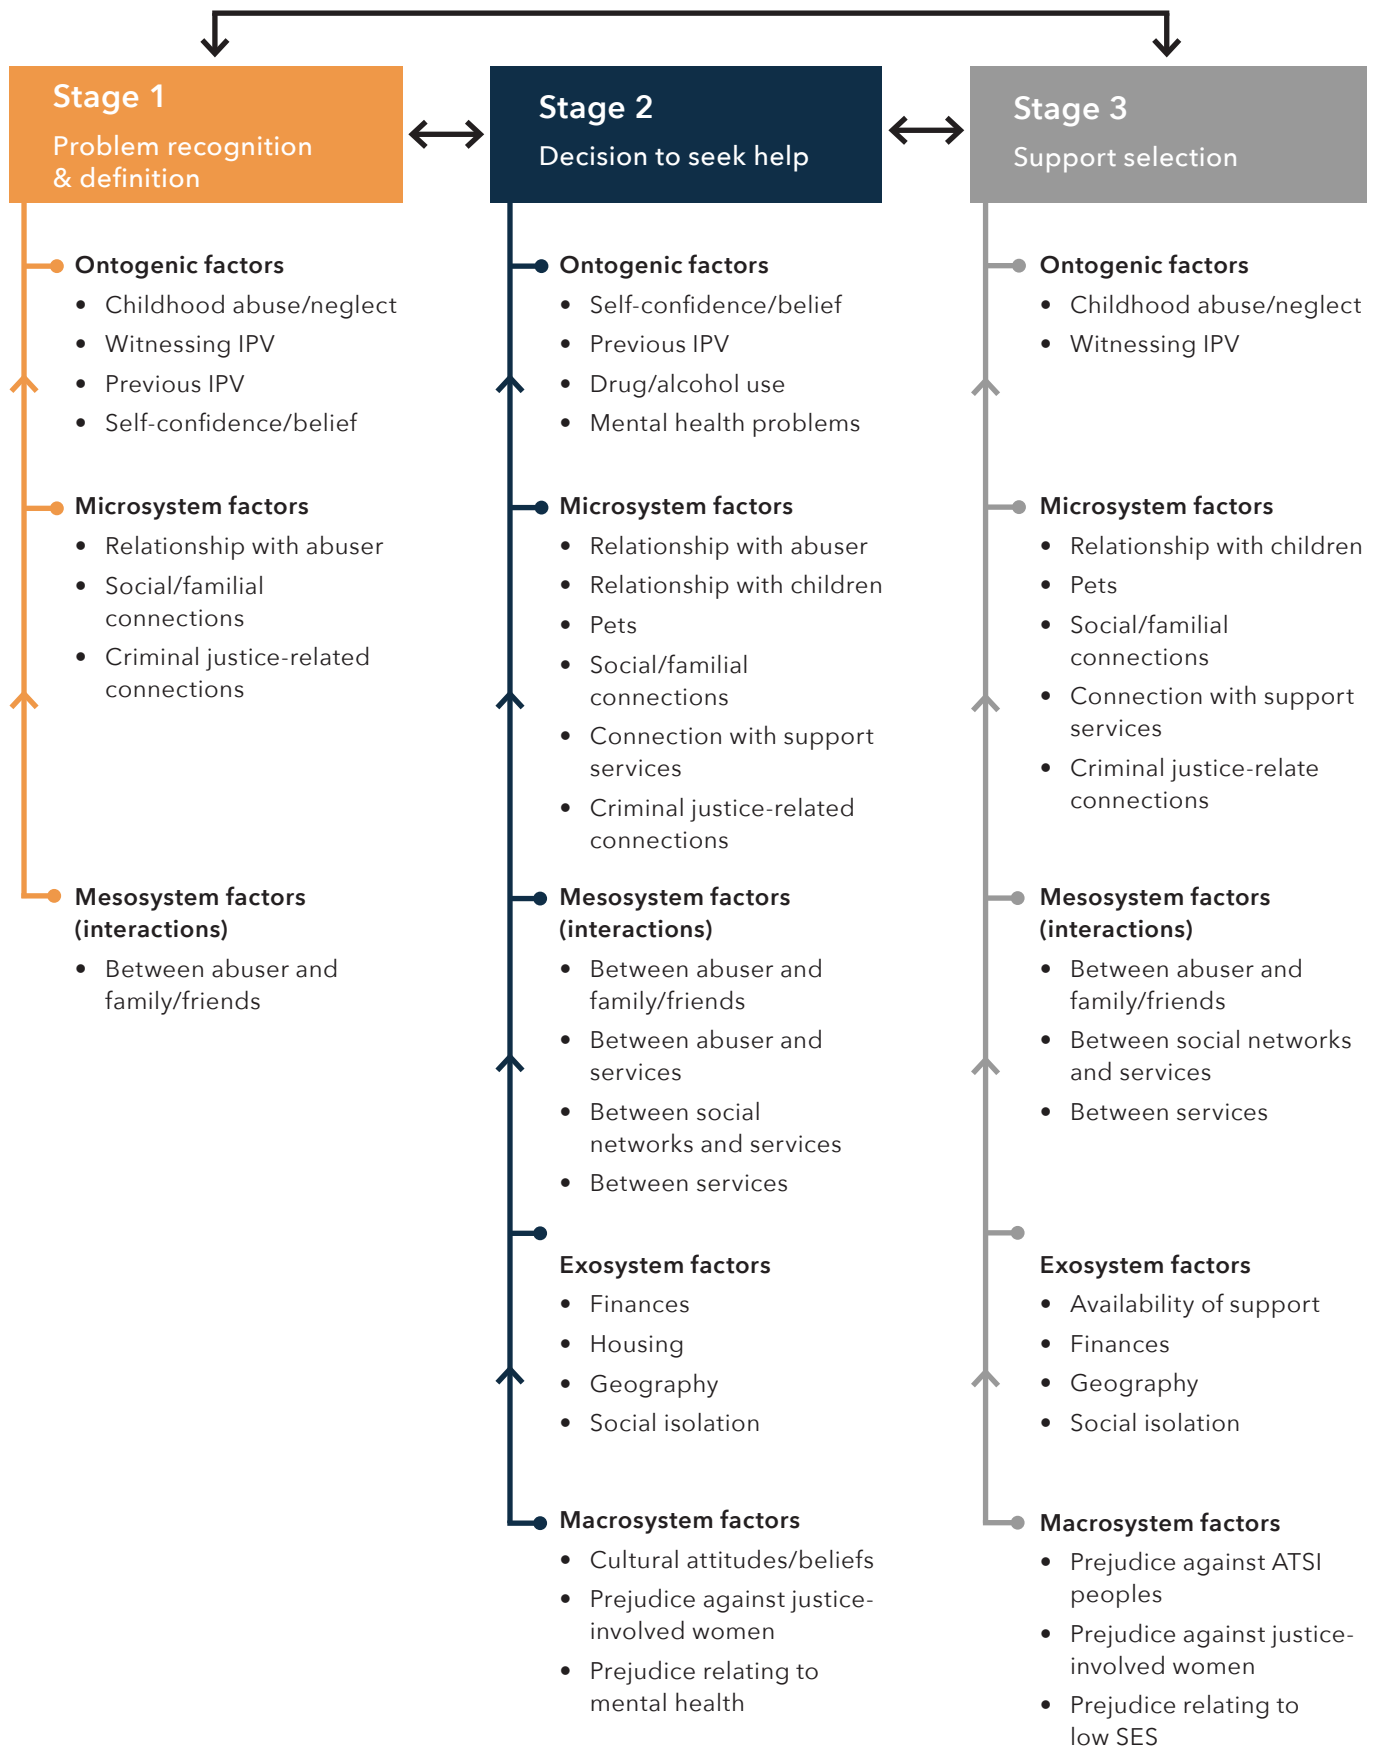 Stage 1
Problem recognition
& definition
Ontogenic factors
• Childhood abuse/neglect
• Witnessing IPV
• Previous IPV
• Self-confidence/belief
Microsystem factors
• Relationship with abuser
• Social/familial
connections
• Criminal justice-related
connections
Mesosystem factors
(interactions)
• Between abuser and
family/friends
Stage 2
Decision to seek help
Ontogenic factors
• Self-confidence/belief
• Previous IPV
• Drug/alcohol use
• Mental health problems
Microsystem factors
• Relationship with abuser
• Relationship with children
• Pets
• Social/familial
connections
• Connection with support
services
• Criminal justice-related
connections
Mesosystem factors
(interactions)
• Between abuser and
family/friends
• Between abuser and
services
• Between social
networks and services
• Between services
Exosystem factors
• Finances
• Housing
• Geography
• Social isolation
Macrosystem factors
• Cultural attitudes/beliefs
• Prejudice against justice-
involved women
• Prejudice relating to
mental health
Stage 3
Support selection
Ontogenic factors
• Childhood abuse/neglect
• Witnessing IPV
Microsystem factors
• Relationship with children
• Pets
• Social/familial
connections
• Connection with support
services
• Criminal justice-relate
connections
Mesosystem factors
(interactions)
• Between abuser and
family/friends
• Between social networks
and services
• Between services
Exosystem factors
• Availability of support
• Finances
• Geography
• Social isolation
Macrosystem factors
• Prejudice against ATSI
peoples
• Prejudice against justice-
involved women
• Prejudice relating to
low SES